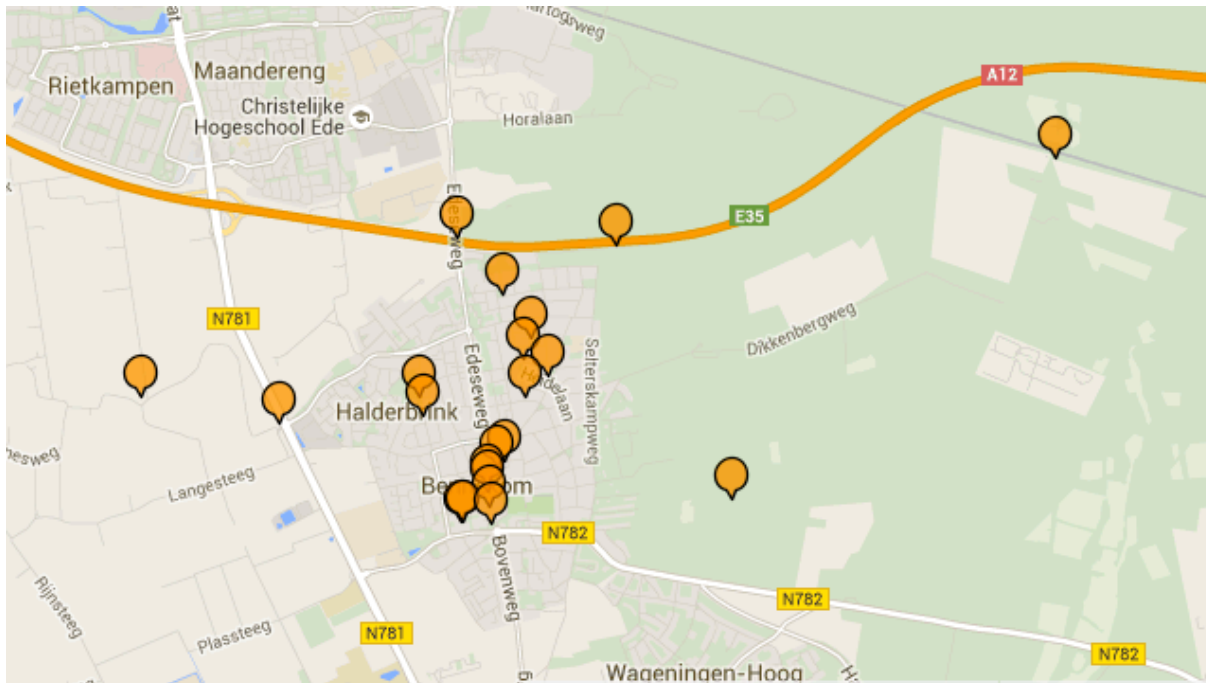 Maandereng
Rietkampen
Christelijke
Hogeschool Ede
Horalaan
A12
E35
Edeseweg
N781
Dikkenbergweg
Selterskampweg
Edeseweg
Halderbrink
Langesteeg
N782
Bovenweg
Rijnsteeg
Plassteeg
N781
N782
N782
Wageningen-Hoog